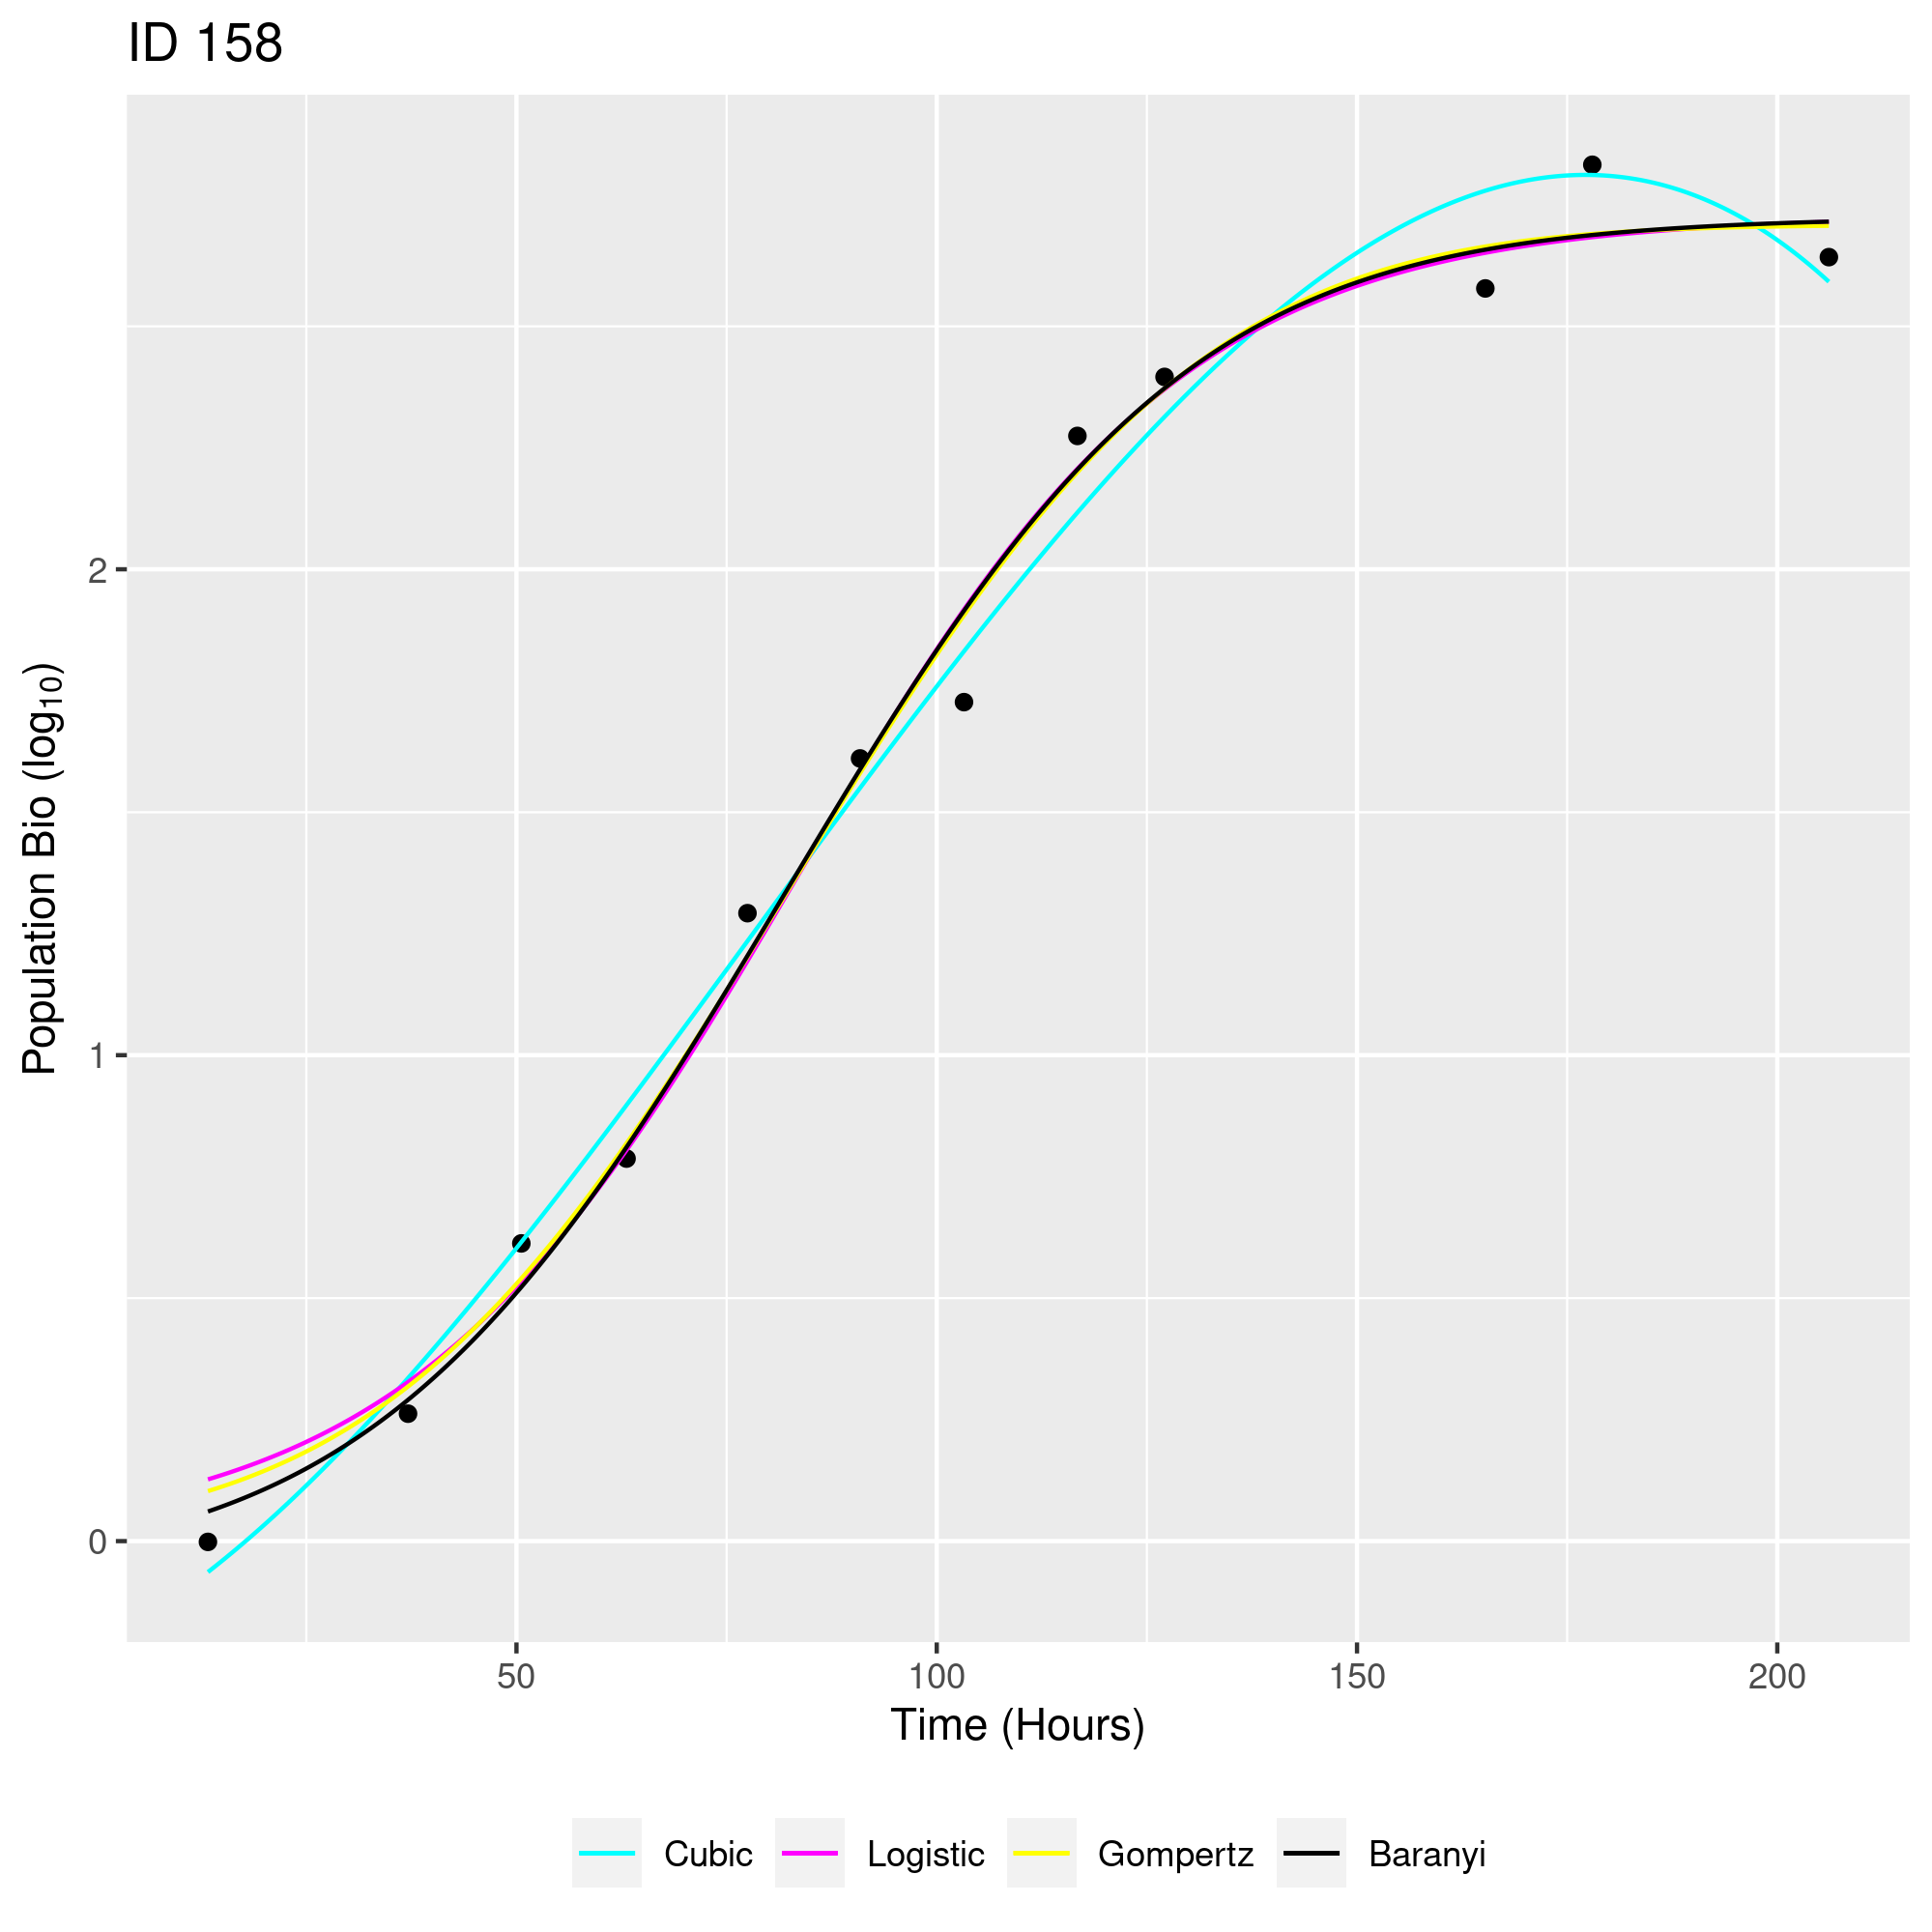 ID 158
Population Bio (log₁₀)
2
1
0
50 100 150 200
Time (Hours)
Cubic Logistic Gompertz Baranyi